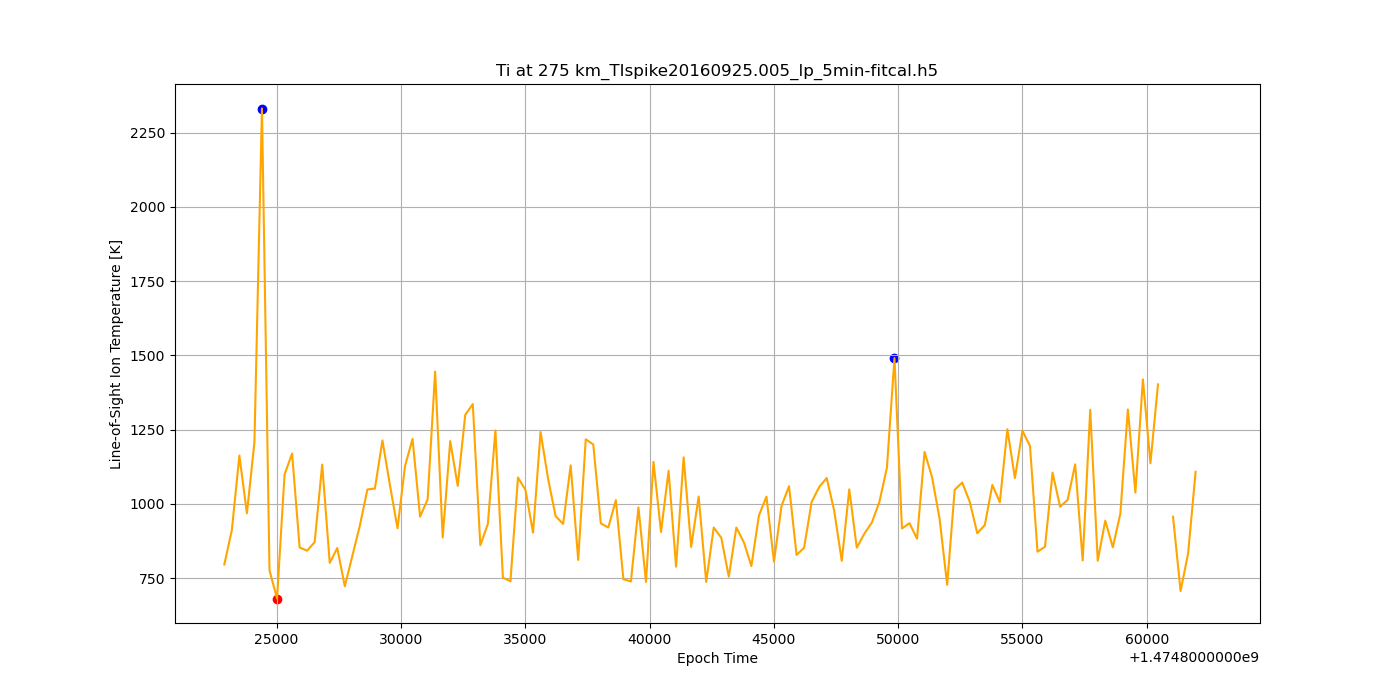 Ti at 275 km_TIspike20160925.005_lp_5min-fitcal.h5
Line-of-Sight Ion Temperature [K]
2250
2000
1750
1500
1250
1000
750
25000 30000 35000 40000 45000 50000 55000 60000
Epoch Time
+1.4748000000e9